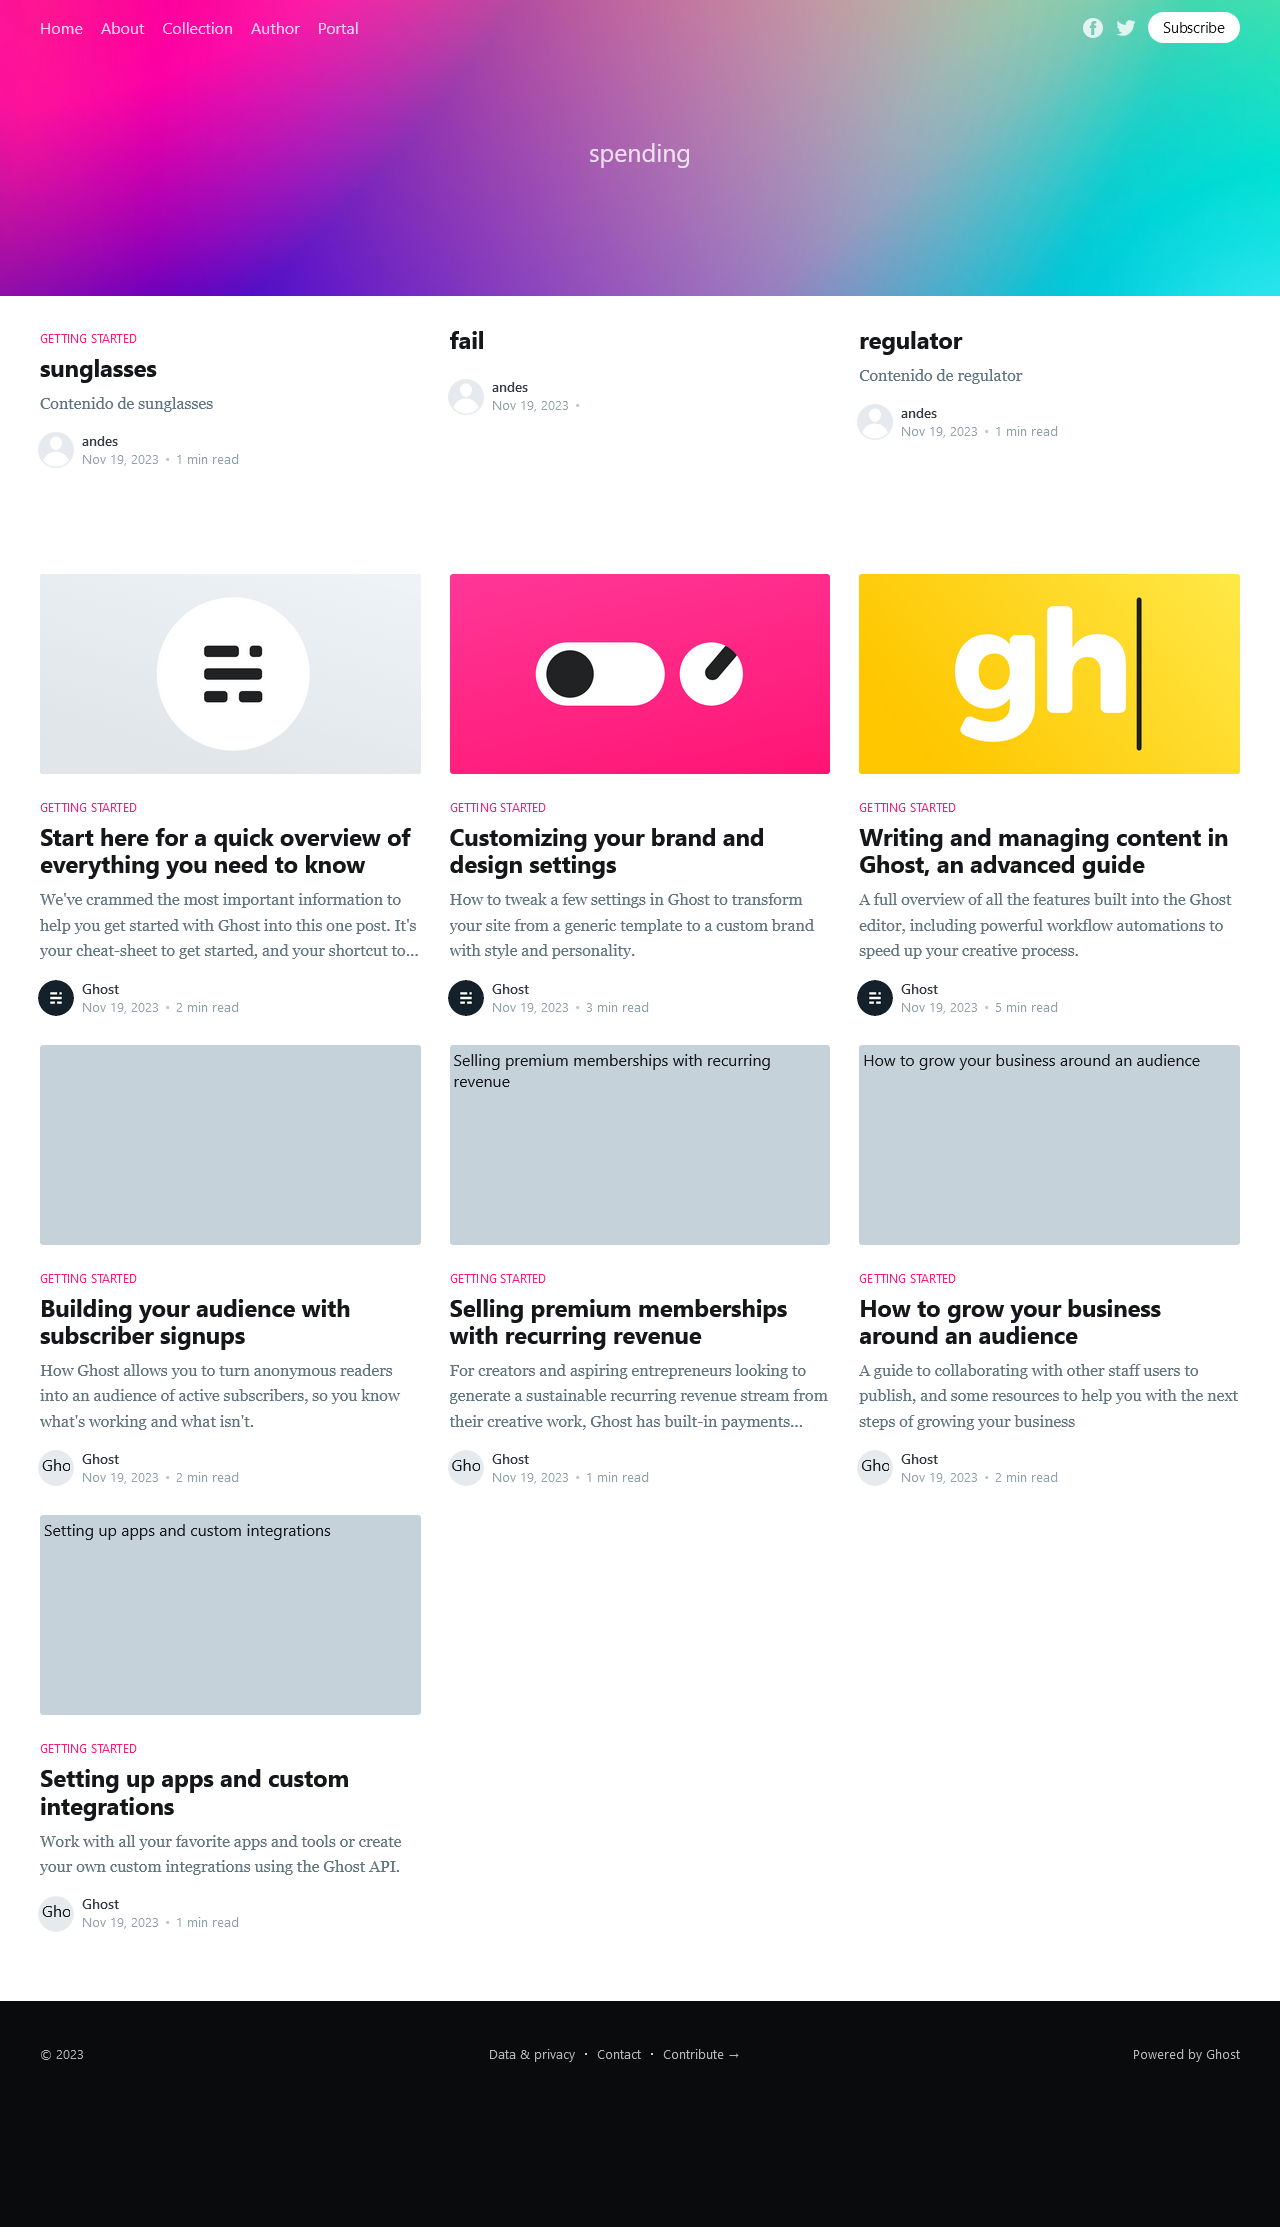 Home About Collection Author Portal
Subscribe
spending
GETTING STARTED
sunglasses
Contenido de sunglasses
andes
Nov 19, 2023 • 1 min read
fail
andes
Nov 19, 2023 •
regulator
Contenido de regulator
andes
Nov 19, 2023 • 1 min read
gh
GETTING STARTED
Start here for a quick overview of
everything you need to know
We've crammed the most important information to
help you get started with Ghost into this one post. It's
your cheat-sheet to get started, and your shortcut to...
Ghost
Nov 19, 2023 • 2 min read
GETTING STARTED
Customizing your brand and
design settings
How to tweak a few settings in Ghost to transform
your site from a generic template to a custom brand
with style and personality.
Ghost
Nov 19, 2023 • 3 min read
GETTING STARTED
Writing and managing content in
Ghost, an advanced guide
A full overview of all the features built into the Ghost
editor, including powerful workflow automations to
speed up your creative process.
Ghost
Nov 19, 2023 • 5 min read
GETTING STARTED
Building your audience with
subscriber signups
How Ghost allows you to turn anonymous readers
into an audience of active subscribers, so you know
what's working and what isn't.
Gho
Ghost
Nov 19, 2023 • 2 min read
Selling premium memberships with recurring
revenue
GETTING STARTED
Selling premium memberships
with recurring revenue
For creators and aspiring entrepreneurs looking to
generate a sustainable recurring revenue stream from
their creative work, Ghost has built-in payments...
Gho
Ghost
Nov 19, 2023 • 1 min read
How to grow your business around an audience
GETTING STARTED
How to grow your business
around an audience
A guide to collaborating with other staff users to
publish, and some resources to help you with the next
steps of growing your business
Gho
Ghost
Nov 19, 2023 • 2 min read
Setting up apps and custom integrations
GETTING STARTED
Setting up apps and custom
integrations
Work with all your favorite apps and tools or create
your own custom integrations using the Ghost API.
Gho
Ghost
Nov 19, 2023 • 1 min read
© 2023
Data & privacy • Contact • Contribute →
Powered by Ghost